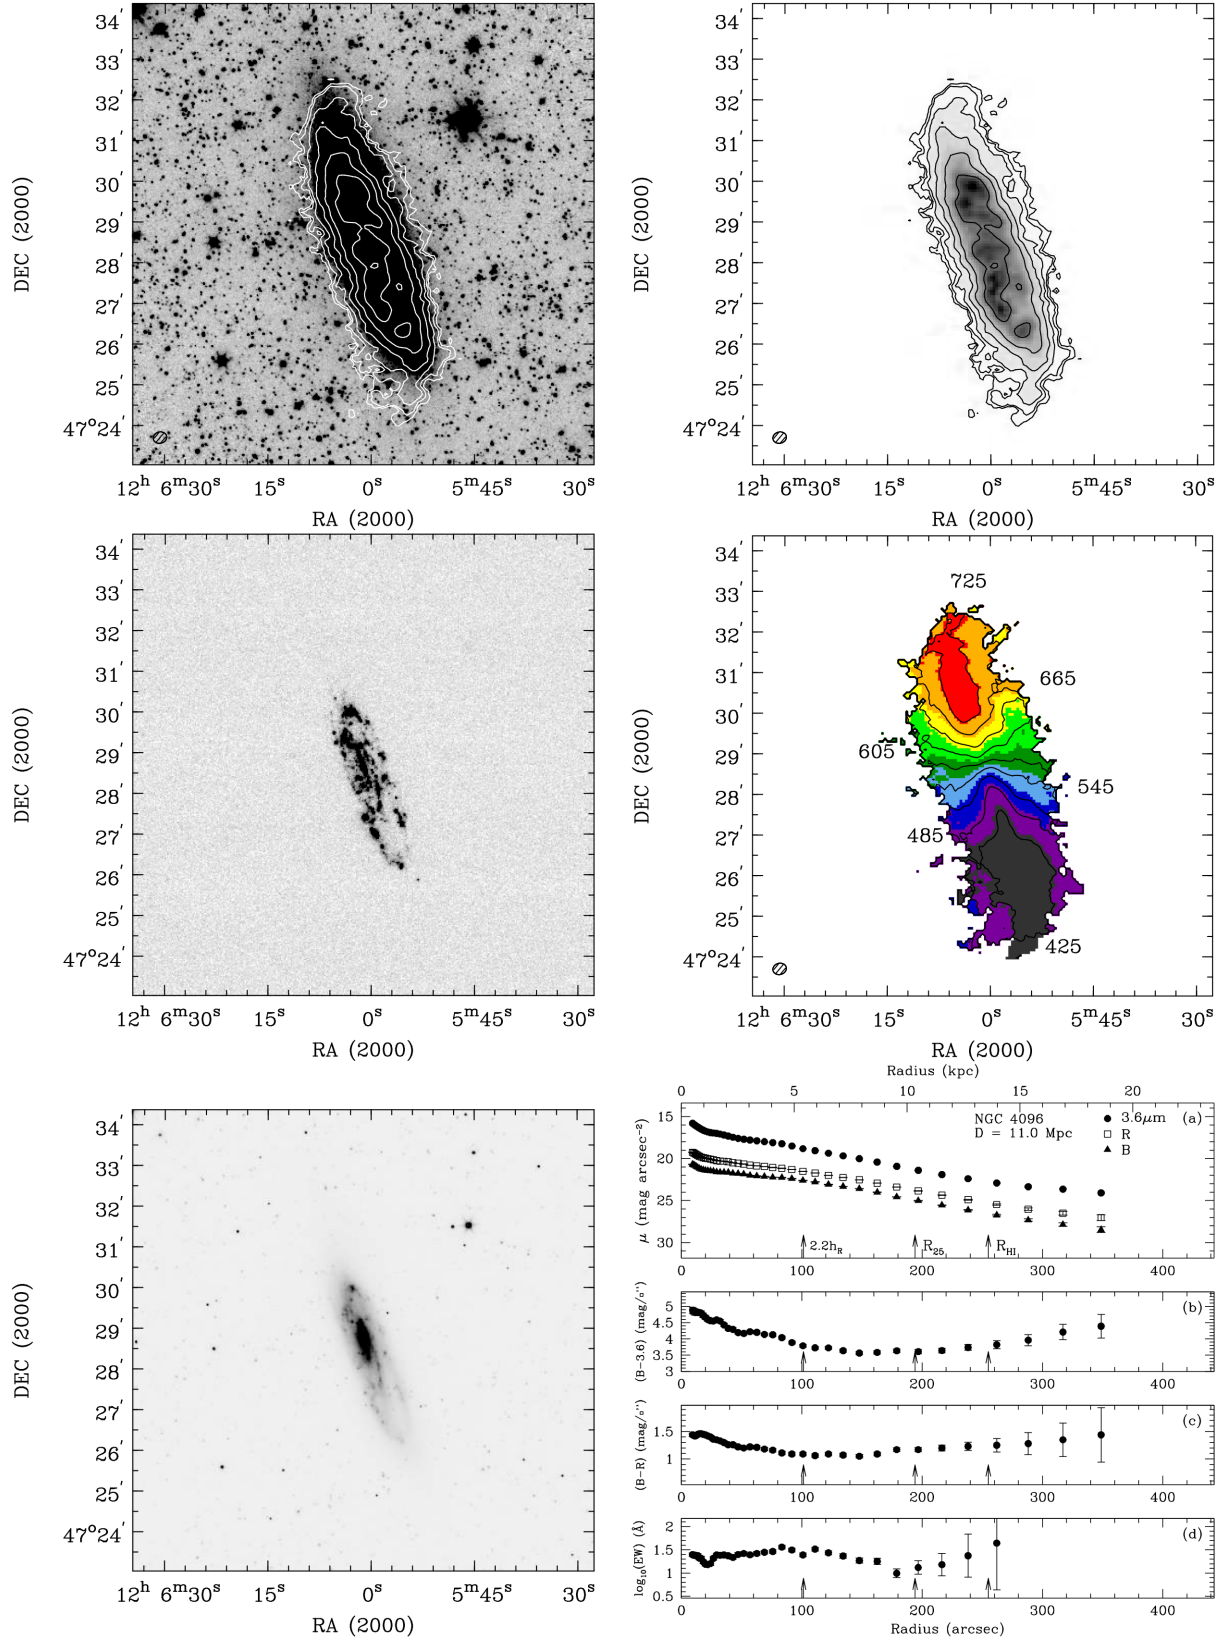 34′
33′
32′
31′
30′
29′
28′
27′
26′
25′
47°24′
DEC (2000)
12h 6m30s 15s 0s 5m45s 30s
RA (2000)
34′
33′
32′
31′
30′
29′
28′
27′
26′
25′
47°24′
DEC (2000)
12h 6m30s 15s 0s 5m45s 30s
RA (2000)
34′
33′
32′
31′
30′
29′
28′
27′
26′
25′
47°24′
DEC (2000)
12h 6m30s 15s 0s 5m45s 30s
RA (2000)
34′
33′
32′
31′
30′
29′
28′
27′
26′
25′
47°24′
DEC (2000)
725
665
605
545
485
425
12h 6m30s 15s 0s 5m45s 30s
RA (2000)
34′
33′
32′
31′
30′
29′
28′
27′
26′
25′
47°24′
DEC (2000)
12h 6m30s 15s 0s 5m45s 30s
RA (2000)
Radius (kpc)
0 5 10 15 20
NGC 4096
D = 11.0 Mpc
3.6μm
R
B
(a)
15
20
25
30
μ (mag arcsec−2)
2.2hR
R25
RHI
0 100 200 300 400
(b)
5
4.5
4
3.5
3
(B−3.6) (mag/□″)
0 100 200 300 400
(c)
1.5
1
(B−R) (mag/□″)
0 100 200 300 400
(d)
2
1.5
1
0.5
log10(EW) (Å)
0 100 200 300 400
Radius (arcsec)